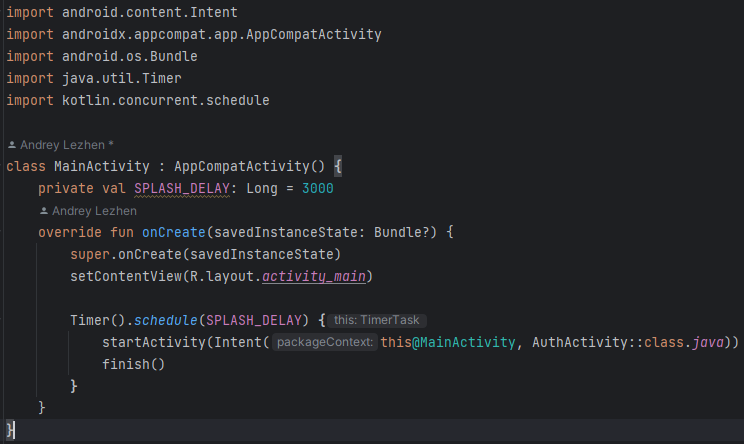 import android.content.Intent
import androidx.appcompat.app.AppCompatActivity
import android.os.Bundle
import java.util.Timer
import kotlin.concurrent.schedule
Andrey Lezhen *
class MainActivity : AppCompatActivity() {
    private val SPLASH_DELAY: Long = 3000
    Andrey Lezhen
    override fun onCreate(savedInstanceState: Bundle?) {
        super.onCreate(savedInstanceState)
        setContentView(R.layout.activity_main)
        Timer().schedule(SPLASH_DELAY) { this: TimerTask
            startActivity(Intent( packageContext: this@MainActivity, AuthActivity::class.java))
            finish()
        }
    }
}